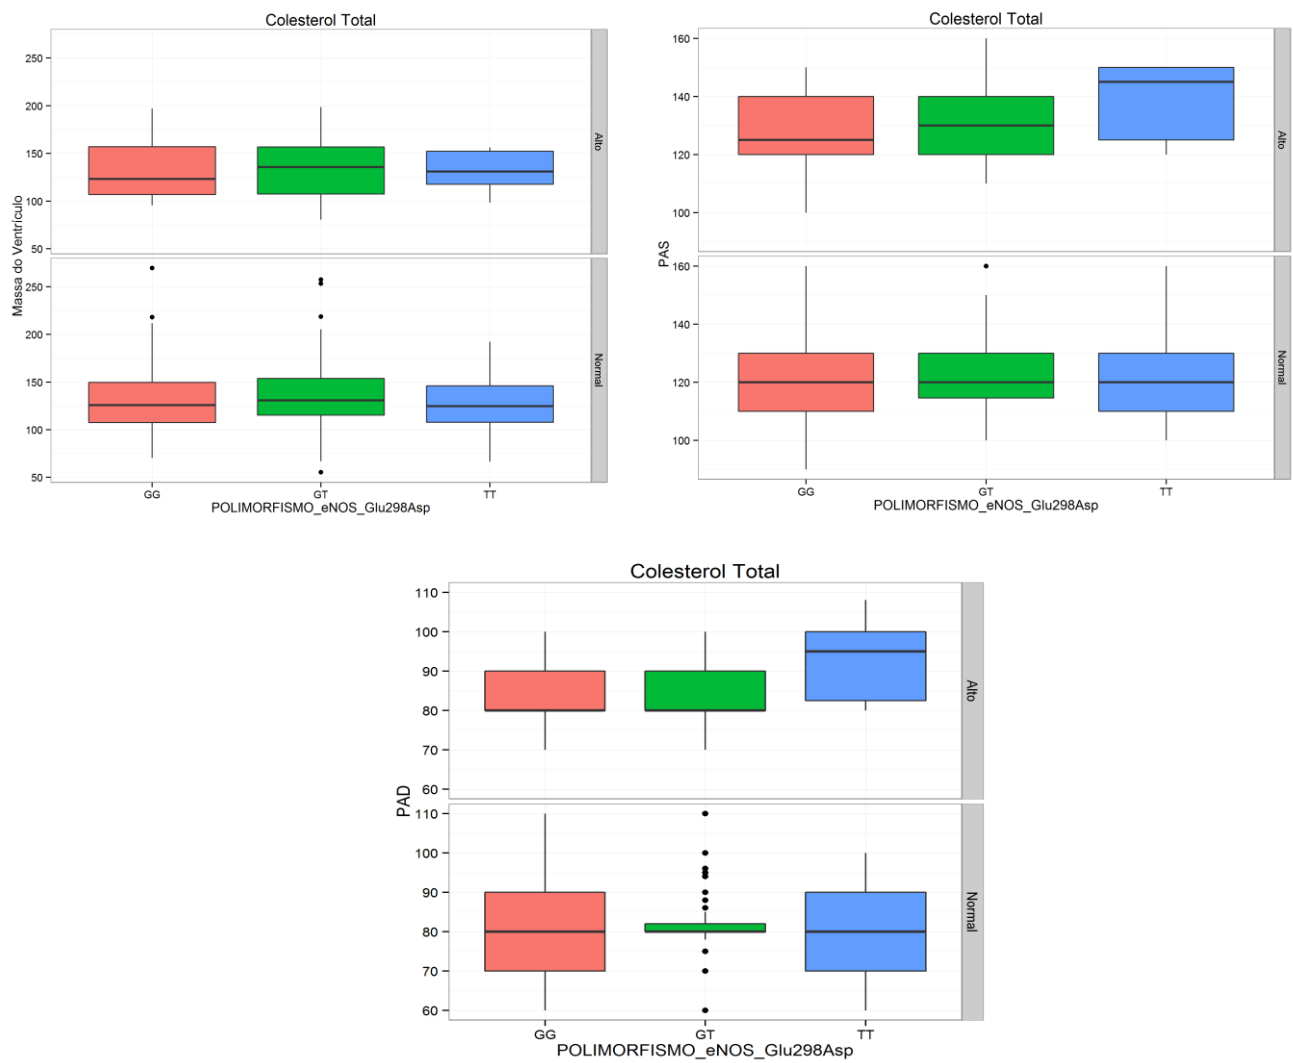 Colesterol Total
Massa do Ventrículo
250
200
150
100
50
Alto
250
200
150
100
50
Normal
GG GT TT
POLIMORFISMO_eNOS_Glu298Asp
Colesterol Total
PAS
160
140
120
100
Alto
160
140
120
100
Normal
GG GT TT
POLIMORFISMO_eNOS_Glu298Asp
Colesterol Total
PAD
110
100
90
80
70
60
Alto
110
100
90
80
70
60
Normal
GG GT TT
POLIMORFISMO_eNOS_Glu298Asp